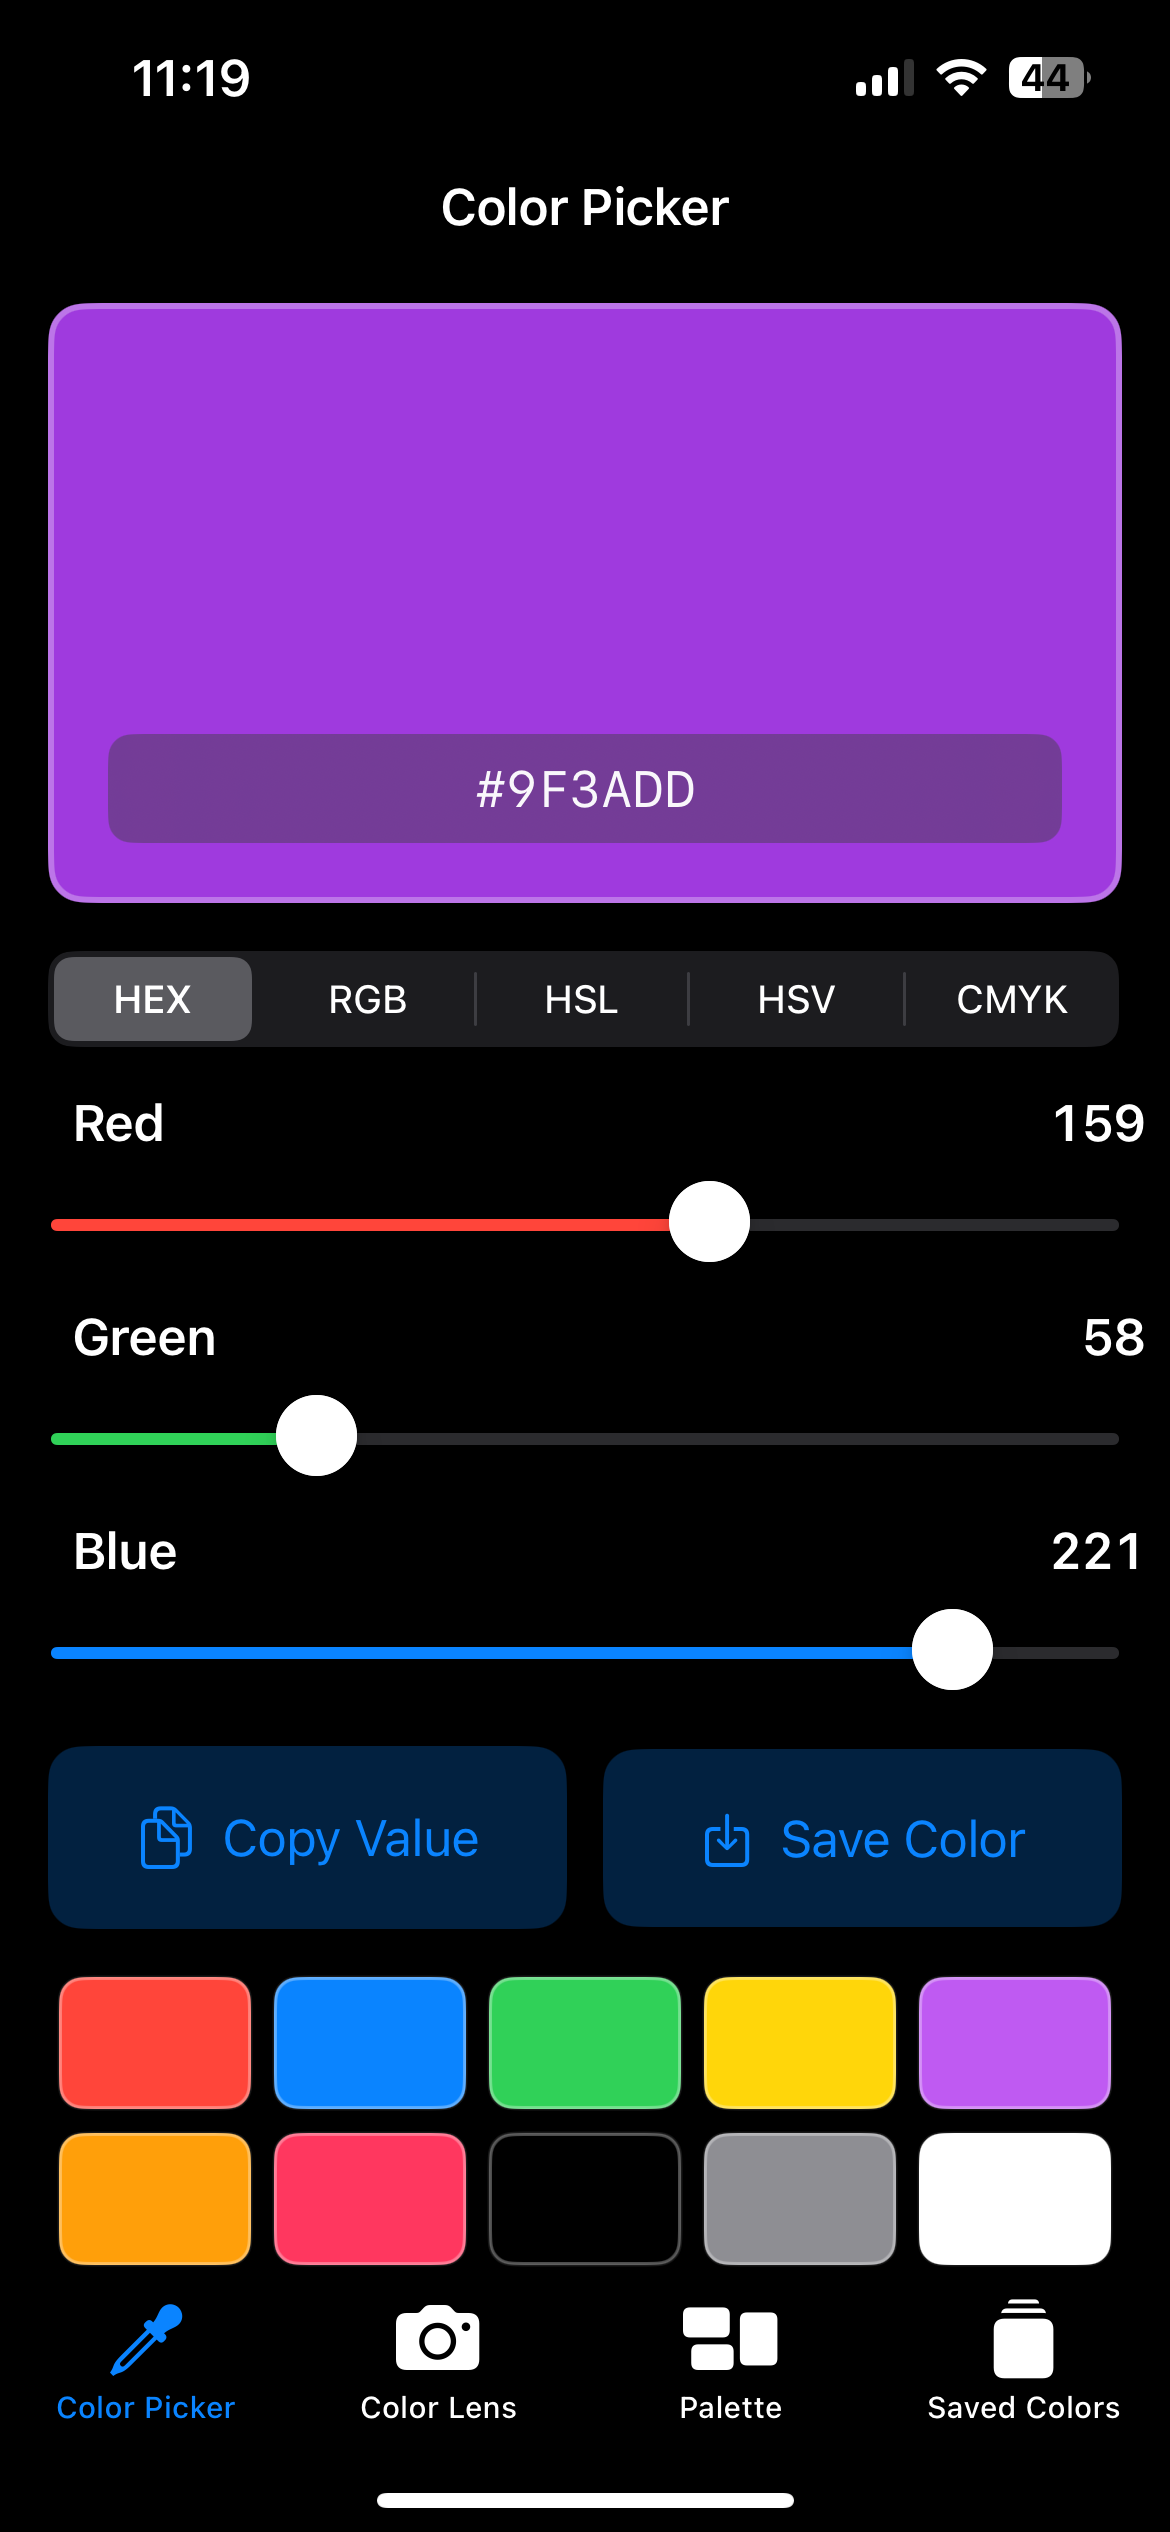 11:19
44
Color Picker
#9F3ADD
HEX RGB HSL HSV CMYK
Red 159
Green 58
Blue 221
Copy Value Save Color
Color Picker Color Lens Palette Saved Colors